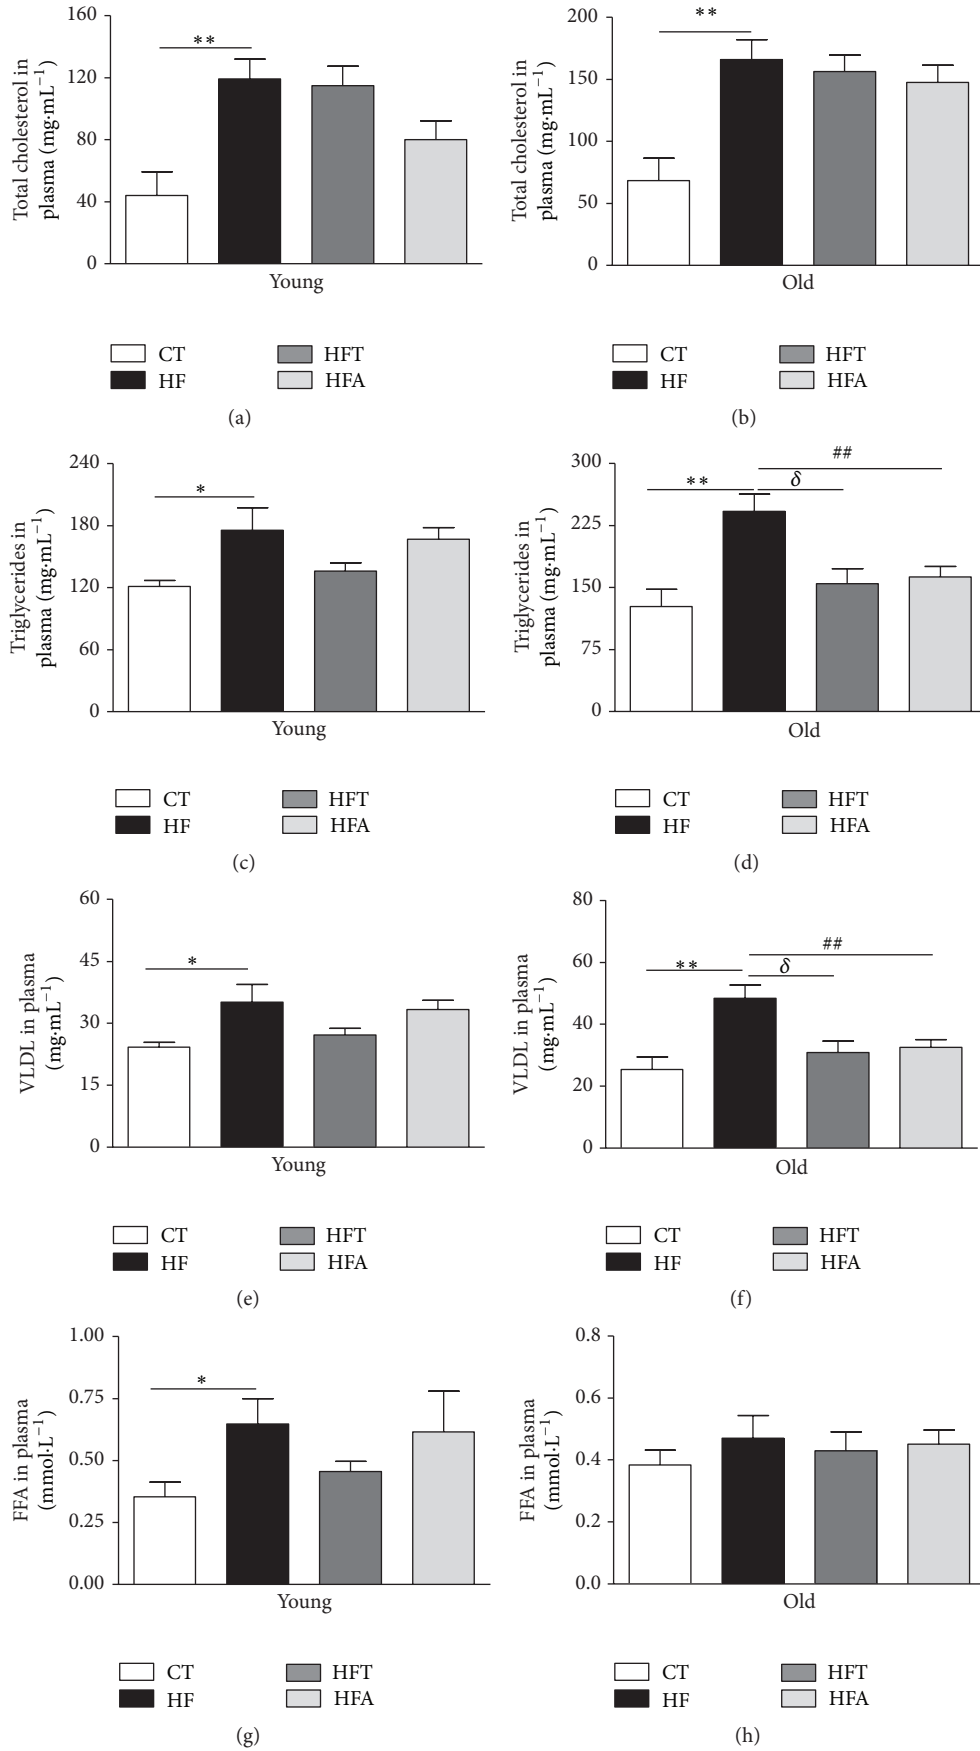 160
**
120
80
40
0
Total cholesterol in
plasma (mg·mL⁻¹)
Young
CT
HFT
HF
HFA
(a)
200
**
150
100
50
0
Total cholesterol in
plasma (mg·mL⁻¹)
Old
CT
HFT
HF
HFA
(b)
240
*
180
120
60
0
Triglycerides in
plasma (mg·mL⁻¹)
Young
CT
HFT
HF
HFA
(c)
##
300
** δ
225
150
75
0
Triglycerides in
plasma (mg·mL⁻¹)
Old
CT
HFT
HF
HFA
(d)
60
45
*
30
15
0
VLDL in plasma
(mg·mL⁻¹)
Young
CT
HFT
HF
HFA
(e)
80
##
60
** δ
40
20
0
VLDL in plasma
(mg·mL⁻¹)
Old
CT
HFT
HF
HFA
(f)
1.00
*
0.75
0.50
0.25
0.00
FFA in plasma
(mmol·L⁻¹)
Young
CT
HFT
HF
HFA
(g)
0.8
0.6
0.4
0.2
0.0
FFA in plasma
(mmol·L⁻¹)
Old
CT
HFT
HF
HFA
(h)